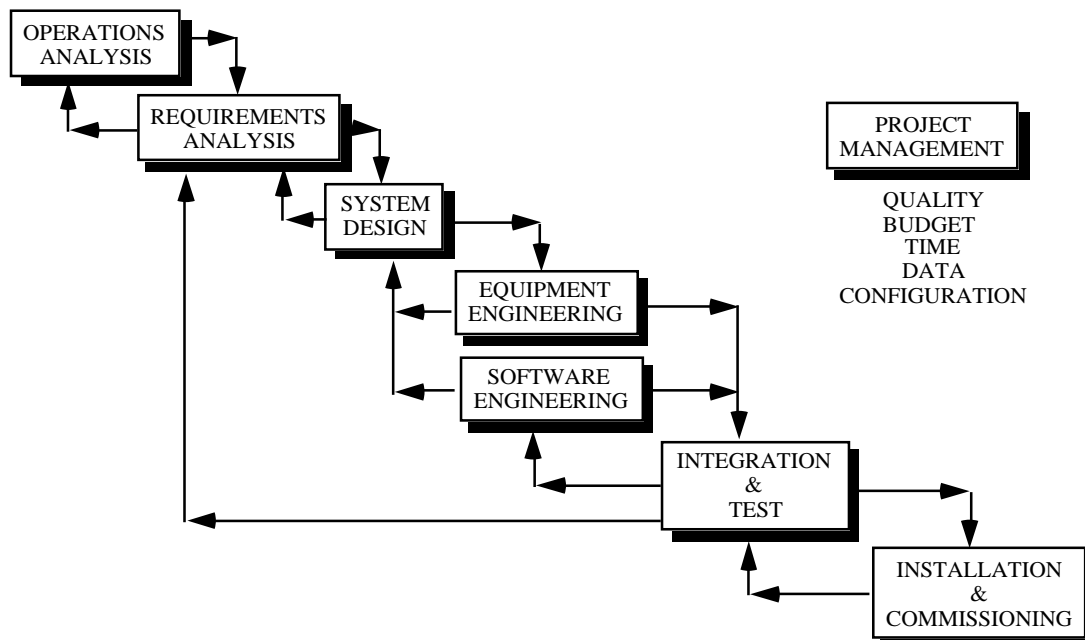 OPERATIONS
ANALYSIS
REQUIREMENTS
ANALYSIS
PROJECT
MANAGEMENT
SYSTEM
DESIGN
QUALITY
BUDGET
TIME
DATA
CONFIGURATION
EQUIPMENT
ENGINEERING
SOFTWARE
ENGINEERING
INTEGRATION
&
TEST
INSTALLATION
&
COMMISSIONING